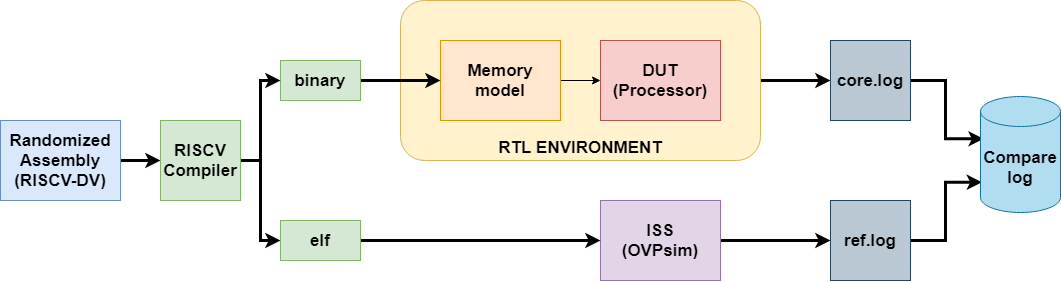 Randomized
Assembly
(RISCV-DV)
RISCV
Compiler
binary
Memory
model
DUT
(Processor)
RTL ENVIRONMENT
core.log
elf
ISS
(OVPsim)
ref.log
Compare
log